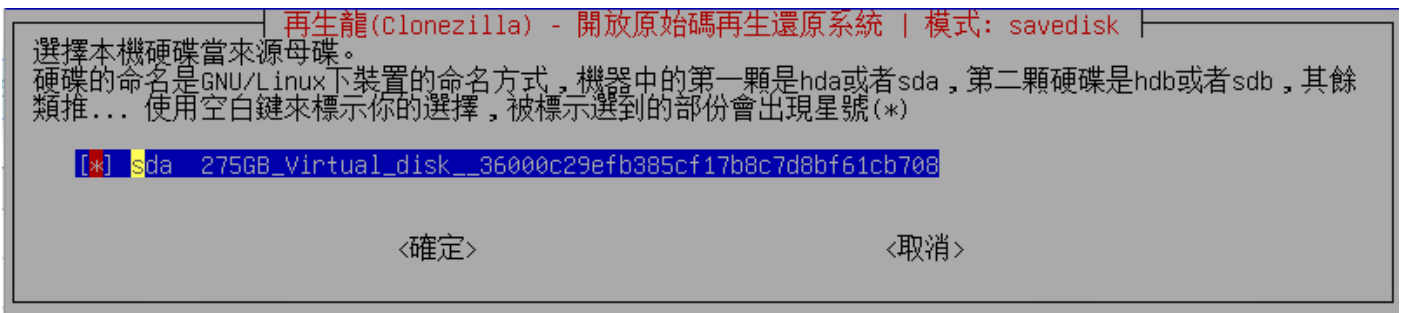 再生龍(Clonezilla) - 開放原始碼再生還原系統 | 模式: savedisk
選擇本機硬碟當來源母碟。
硬碟的命名是GNU/Linux下裝置的命名方式,機器中的第一顆是hda或者sda,第二顆硬碟是hdb或者sdb,其餘
類推... 使用空白鍵來標示你的選擇,被標示選到的部份會出現星號(*)
[*] sda 275GB_Virtual_disk__36000c29efb385cf17b8c7d8bf61cb708
<確定> <取消>